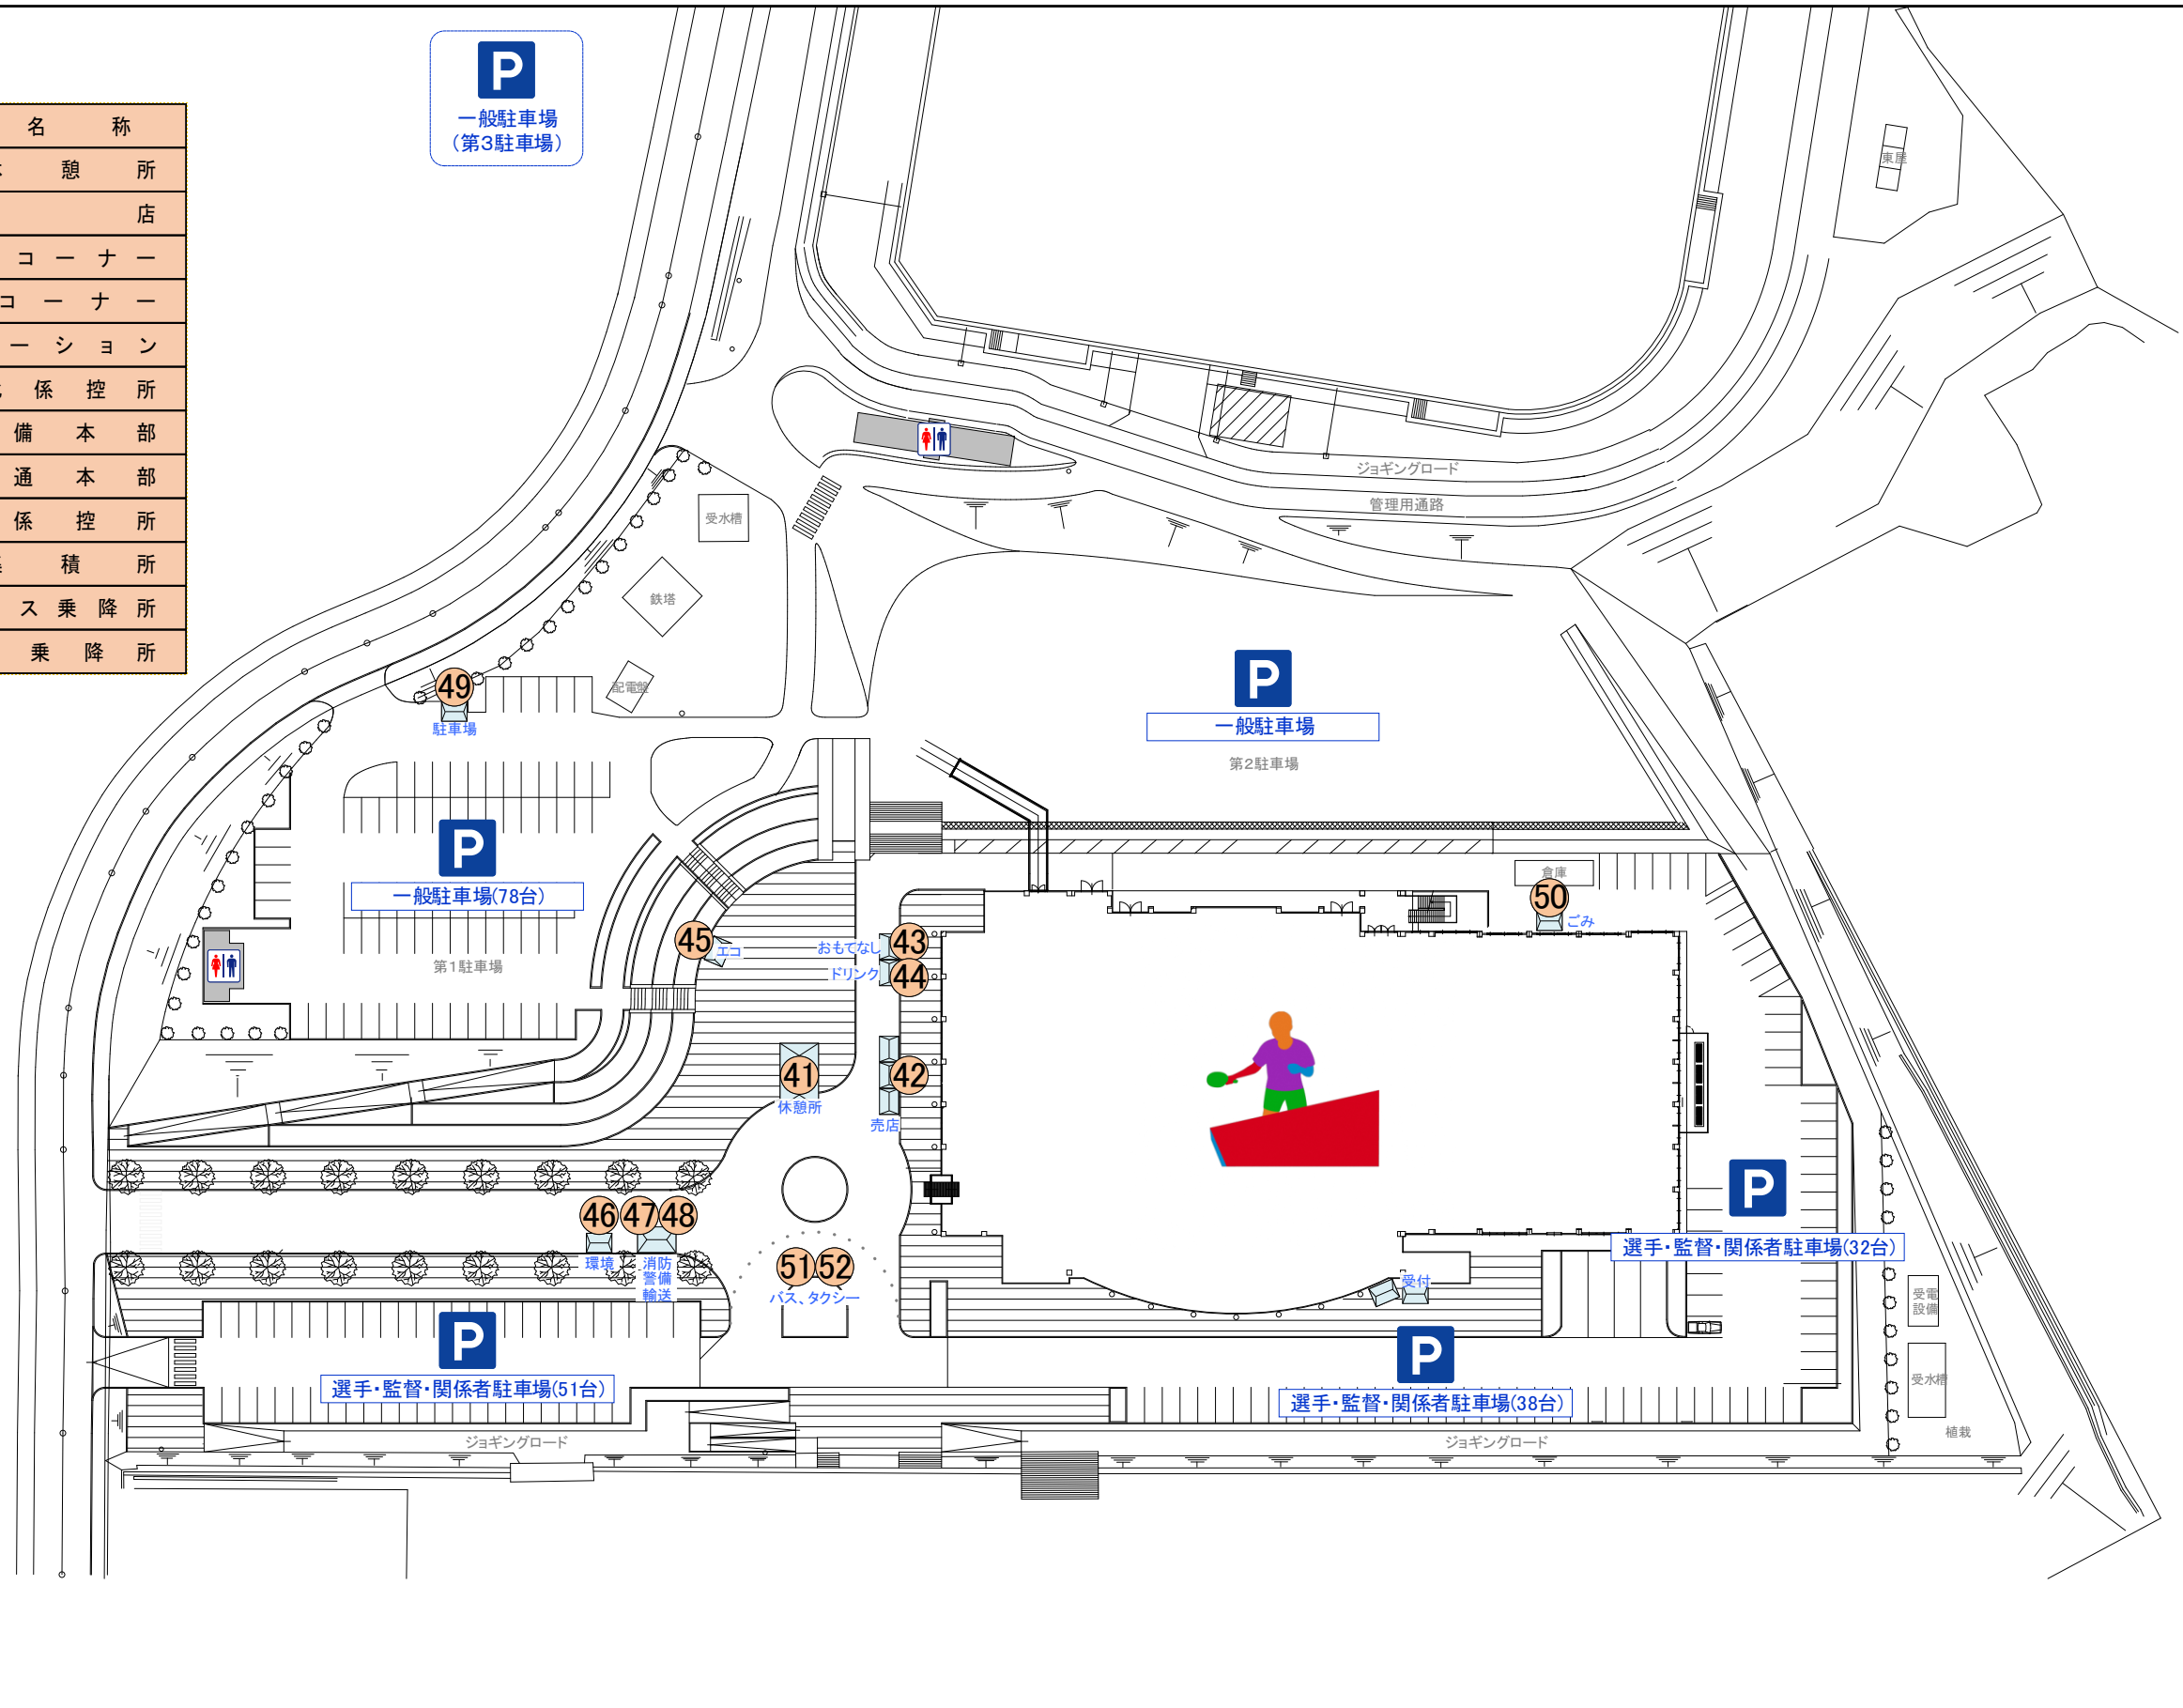 P
一般駐車場
(第3駐車場)
名称
憩所
店
コーナー
コーナー
ーション
係控所
備本部
通本部
係控所
積所
ス乗降所
乗降所
東屋
ジョギングロード
管理用通路
受水槽
鉄塔
配電盤
49
駐車場
P
一般駐車場
第2駐車場
P
一般駐車場(78台)
第1駐車場
倉庫
50
ごみ
45
エコ
おもてなし
43
ドリンク
44
41
休憩所
42
売店
46
47
48
環境
消防
警備
輸送
51
52
バス、タクシー
受付
P
選手・監督・関係者駐車場(32台)
P
選手・監督・関係者駐車場(51台)
P
選手・監督・関係者駐車場(38台)
受電
設備
受水槽
植栽
ジョギングロード
ジョギングロード